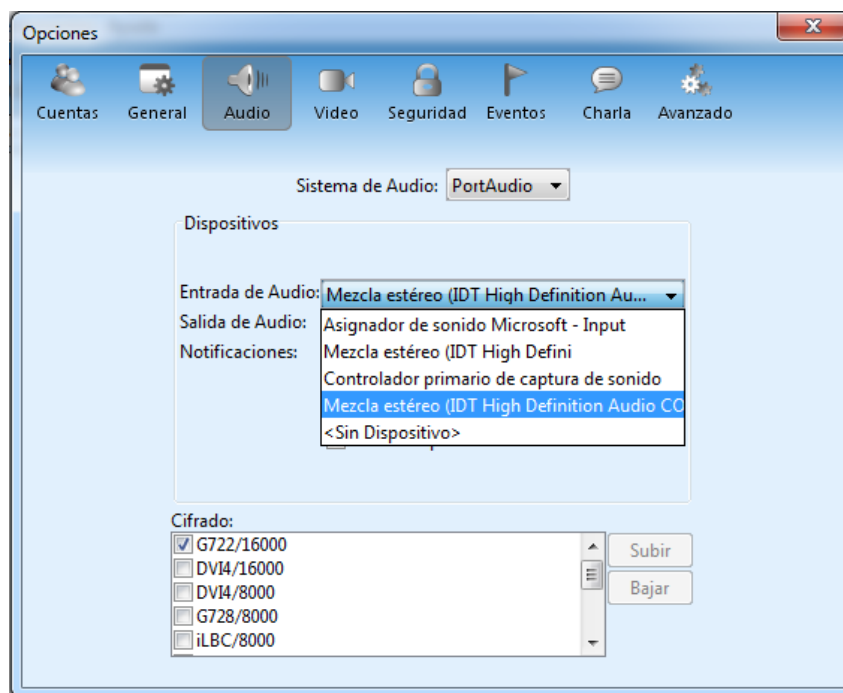 Opciones
Cuentas General Audio Video Seguridad Eventos Charla Avanzado
Sistema de Audio: PortAudio
Dispositivos
Entrada de Audio: Mezcla estéreo (IDT High Definition Au...
Salida de Audio:
Notificaciones:
Asignador de sonido Microsoft - Input
Mezcla estéreo (IDT High Defini
Controlador primario de captura de sonido
Mezcla estéreo (IDT High Definition Audio CO
<Sin Dispositivo>
Cifrado:
G722/16000
DVI4/16000
DVI4/8000
G728/8000
iLBC/8000
Subir
Bajar